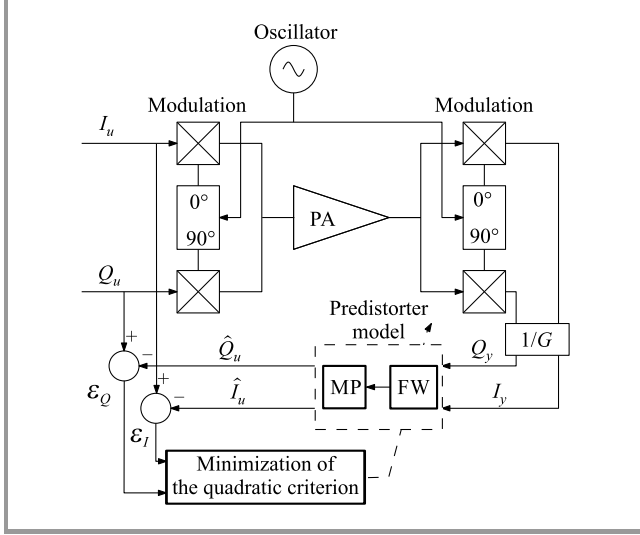 Oscillator
Modulation
Modulation
I_u
0°
90°
PA
0°
90°
Q_u
Predistorter
model
1/G
+
−
Q̂_u
Q_y
MP
FW
ε_Q
+
−
Î_u
I_y
ε_I
Minimization of
the quadratic criterion